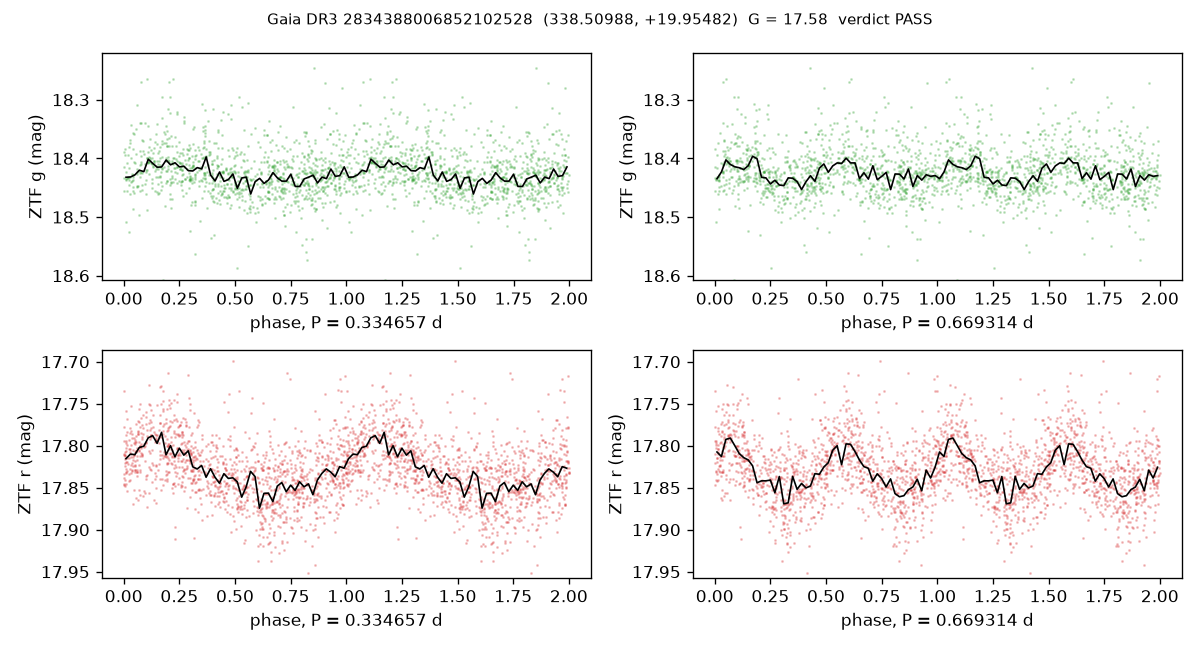 Gaia DR3 2834388006852102528 (338.50988, +19.95482) G = 17.58 verdict PASS
ZTF g (mag)
18.3
18.4
18.5
18.6
0.00 0.25 0.50 0.75 1.00 1.25 1.50 1.75 2.00
phase, P = 0.334657 d
ZTF g (mag)
18.3
18.4
18.5
18.6
0.00 0.25 0.50 0.75 1.00 1.25 1.50 1.75 2.00
phase, P = 0.669314 d
ZTF r (mag)
17.70
17.75
17.80
17.85
17.90
17.95
0.00 0.25 0.50 0.75 1.00 1.25 1.50 1.75 2.00
phase, P = 0.334657 d
ZTF r (mag)
17.70
17.75
17.80
17.85
17.90
17.95
0.00 0.25 0.50 0.75 1.00 1.25 1.50 1.75 2.00
phase, P = 0.669314 d